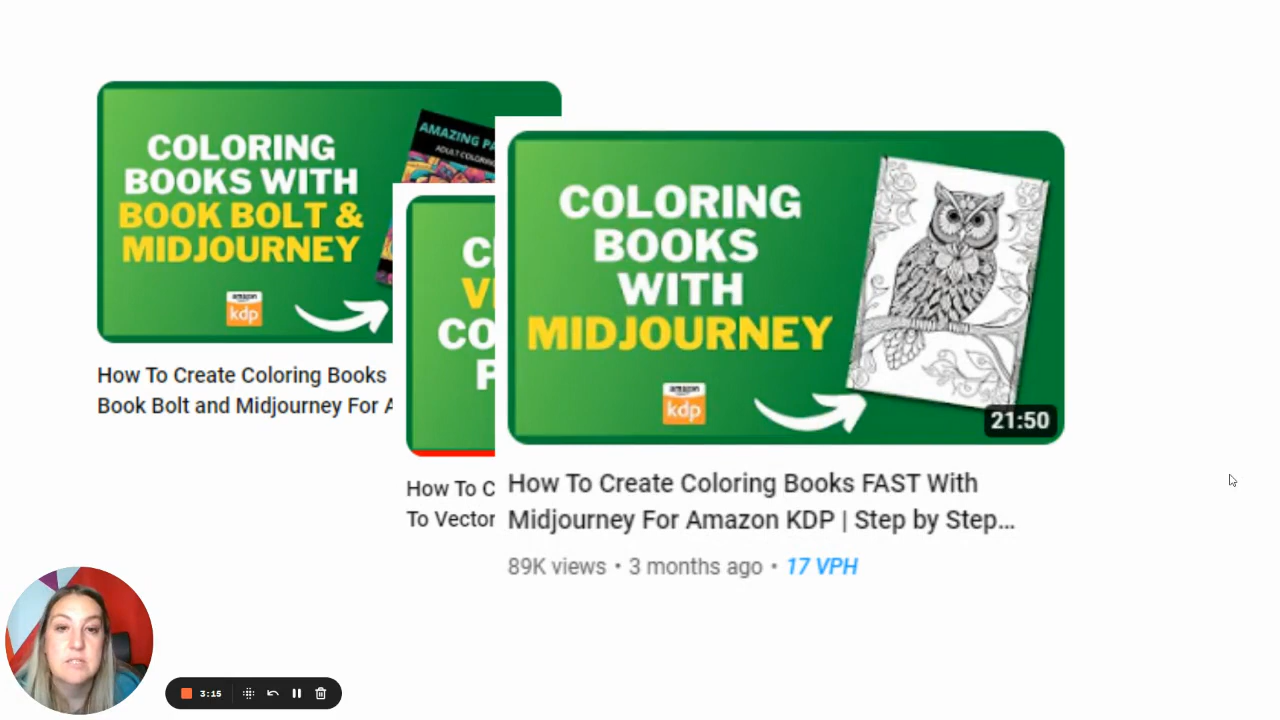 COLORING
BOOKS WITH
BOOK BOLT &
MIDJOURNEY
amazon
kdp
AMAZING PA
ADULT COLORIN
How To Create Coloring Books
Book Bolt and Midjourney For A
C
V
CO
P
How To C
To Vector
COLORING
BOOKS
WITH
MIDJOURNEY
amazon
kdp
21:50
How To Create Coloring Books FAST With
Midjourney For Amazon KDP | Step by Step...
89K views • 3 months ago • 17 VPH
3:15